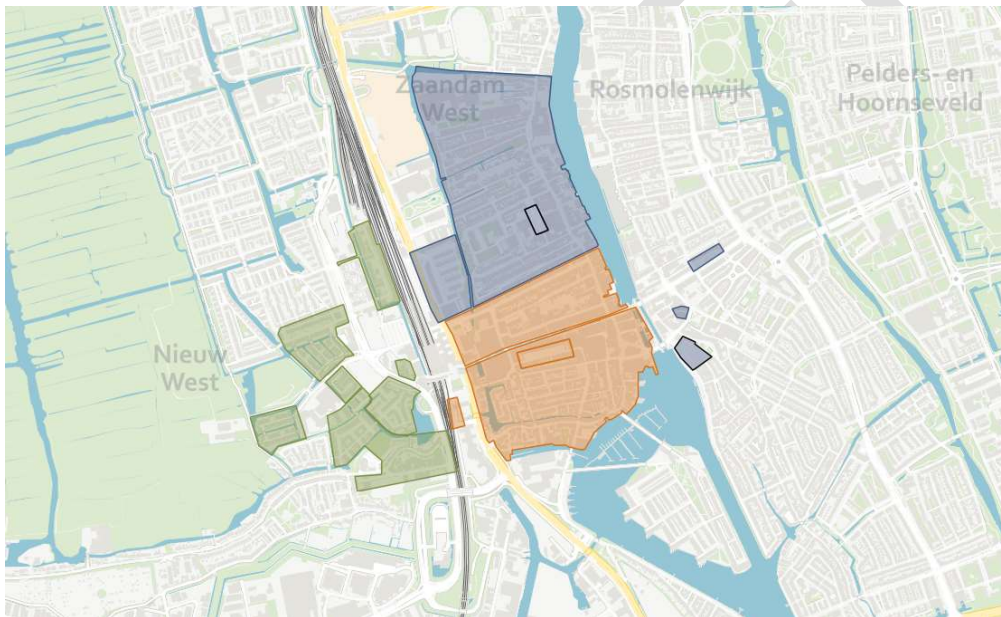 Zaandam
West
Rosmolenwijk
Pelders- en
Hoornseveld
Nieuw
West